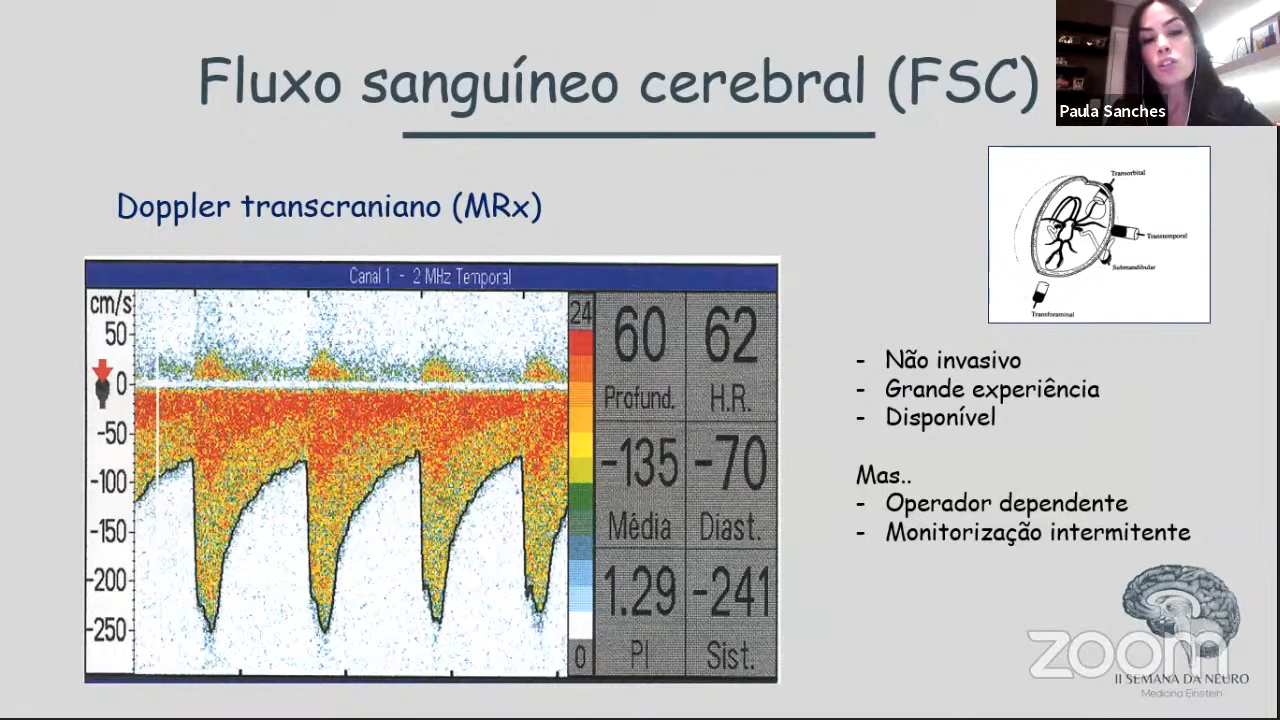 Fluxo sanguíneo cerebral (FSC)
Paula Sanches
Doppler transcraniano (MRx)
Canal 1 - 2 MHz Temporal
cm/s
50
0
-50
-100
-150
-200
-250
24
0
60
62
Profund.
H.R.
-135
-70
Média
Diast.
1.29
-241
PI
Sist.
Transorbital
Transtemporal
Submandibular
Transforaminal
- Não invasivo
- Grande experiência
- Disponível
Mas..
- Operador dependente
- Monitorização intermitente
zoom
II SEMANA DA NEURO
Medicina Einstein